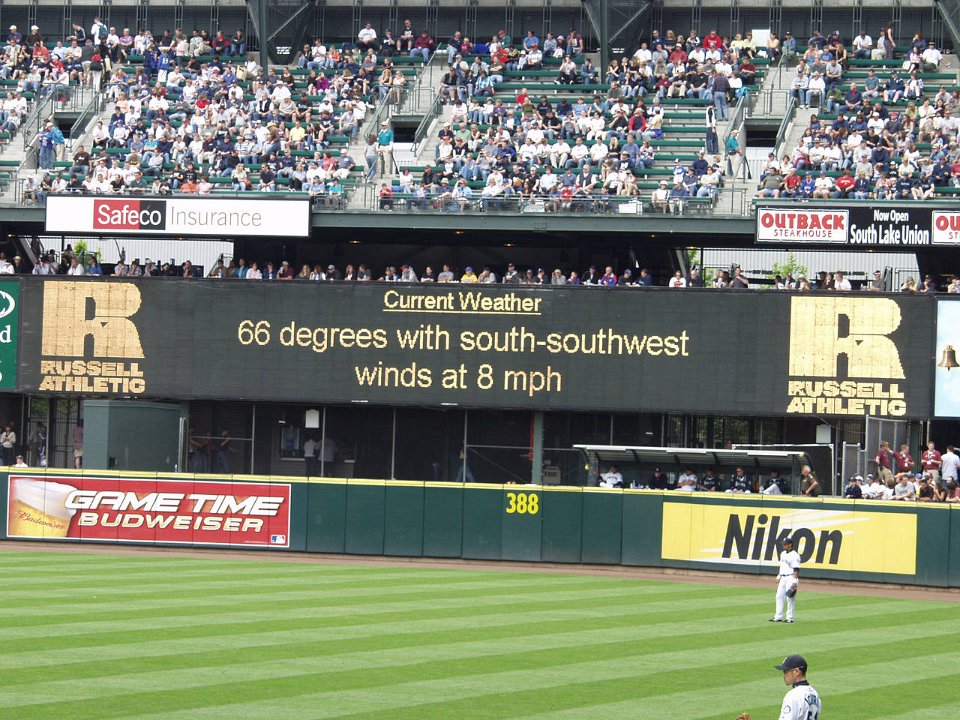 Safeco Insurance
OUTBACK
STEAKHOUSE
Now Open
South Lake Union
Current Weather
66 degrees with south-southwest
winds at 8 mph
R
RUSSELL
ATHLETIC
R
RUSSELL
ATHLETIC
388
GAME TIME
BUDWEISER
Budweiser
Nikon